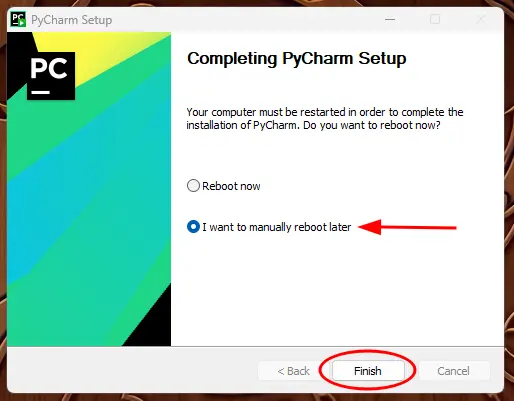 PC PyCharm Setup
PC
Completing PyCharm Setup
Your computer must be restarted in order to complete the
installation of PyCharm. Do you want to reboot now?
Reboot now
I want to manually reboot later
< Back Finish Cancel